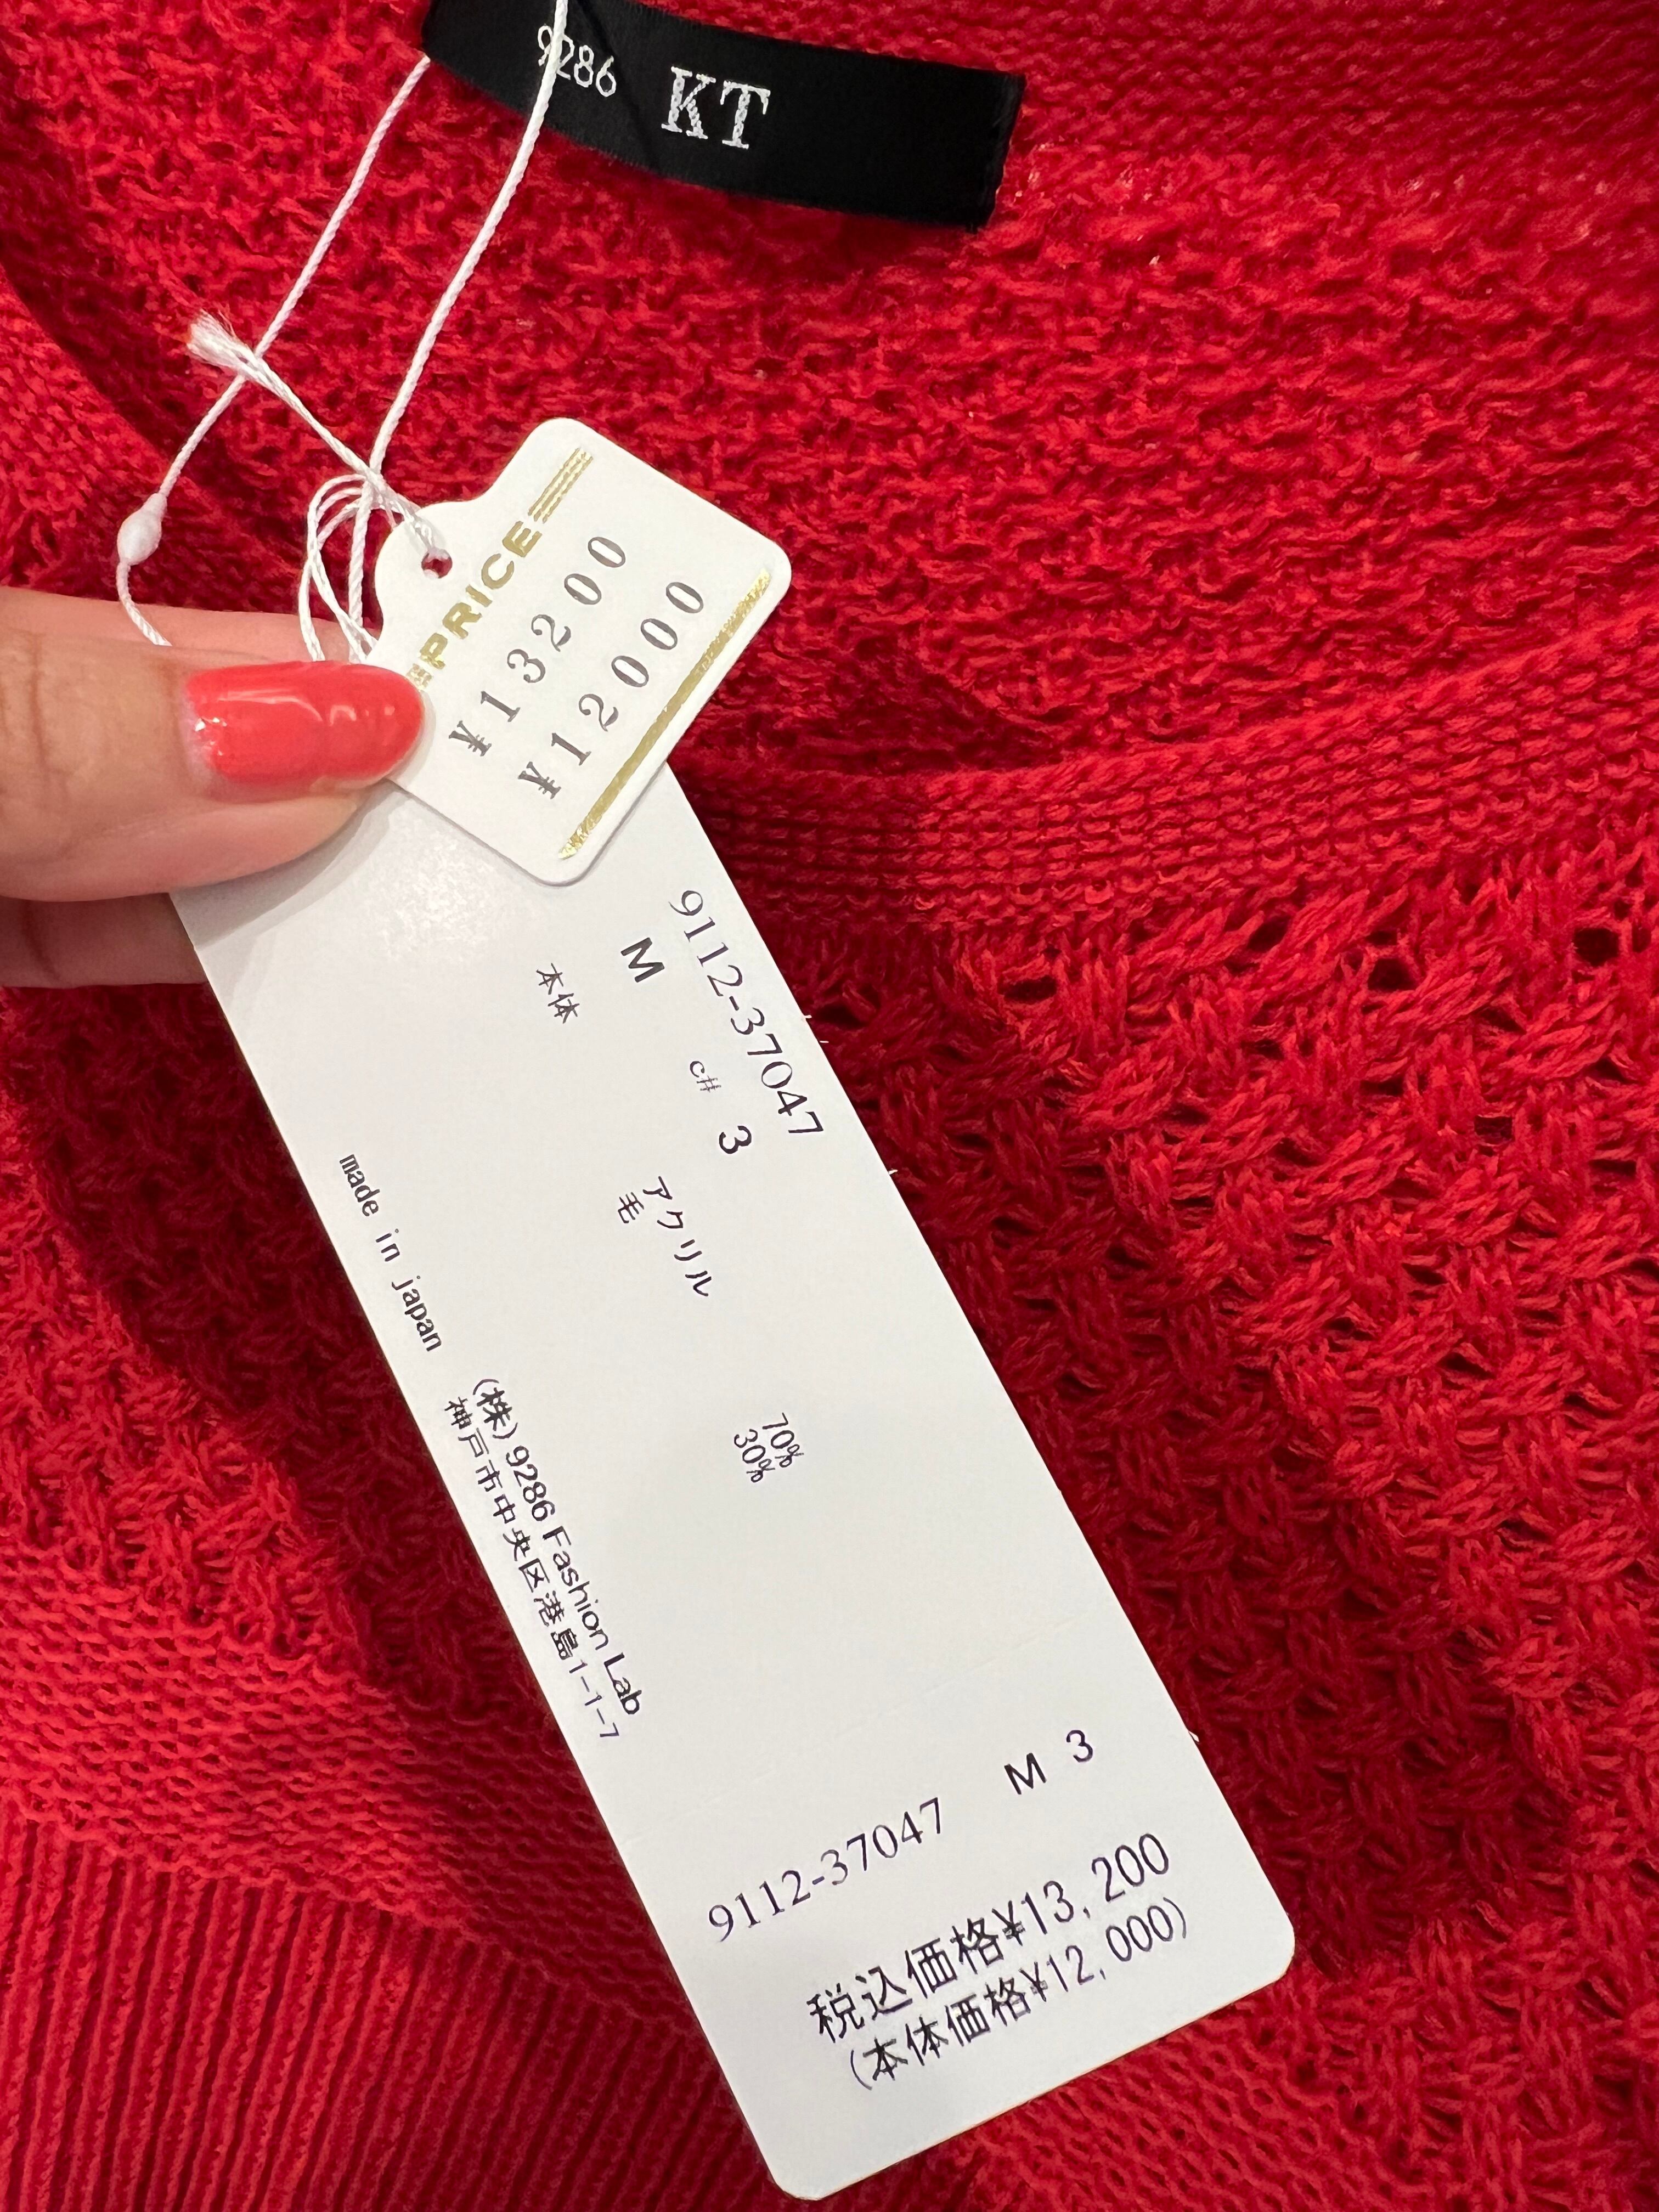 9286 KT
PRICE
¥13200
¥12000
9112-37047
M c# 3
本体 アクリル 70%
毛 30%
made in japan
(株) 9286 Fashion Lab
神戸市中央区港島1-1-7
9112-37047 M 3
税込価格¥13,200
(本体価格¥12,000)